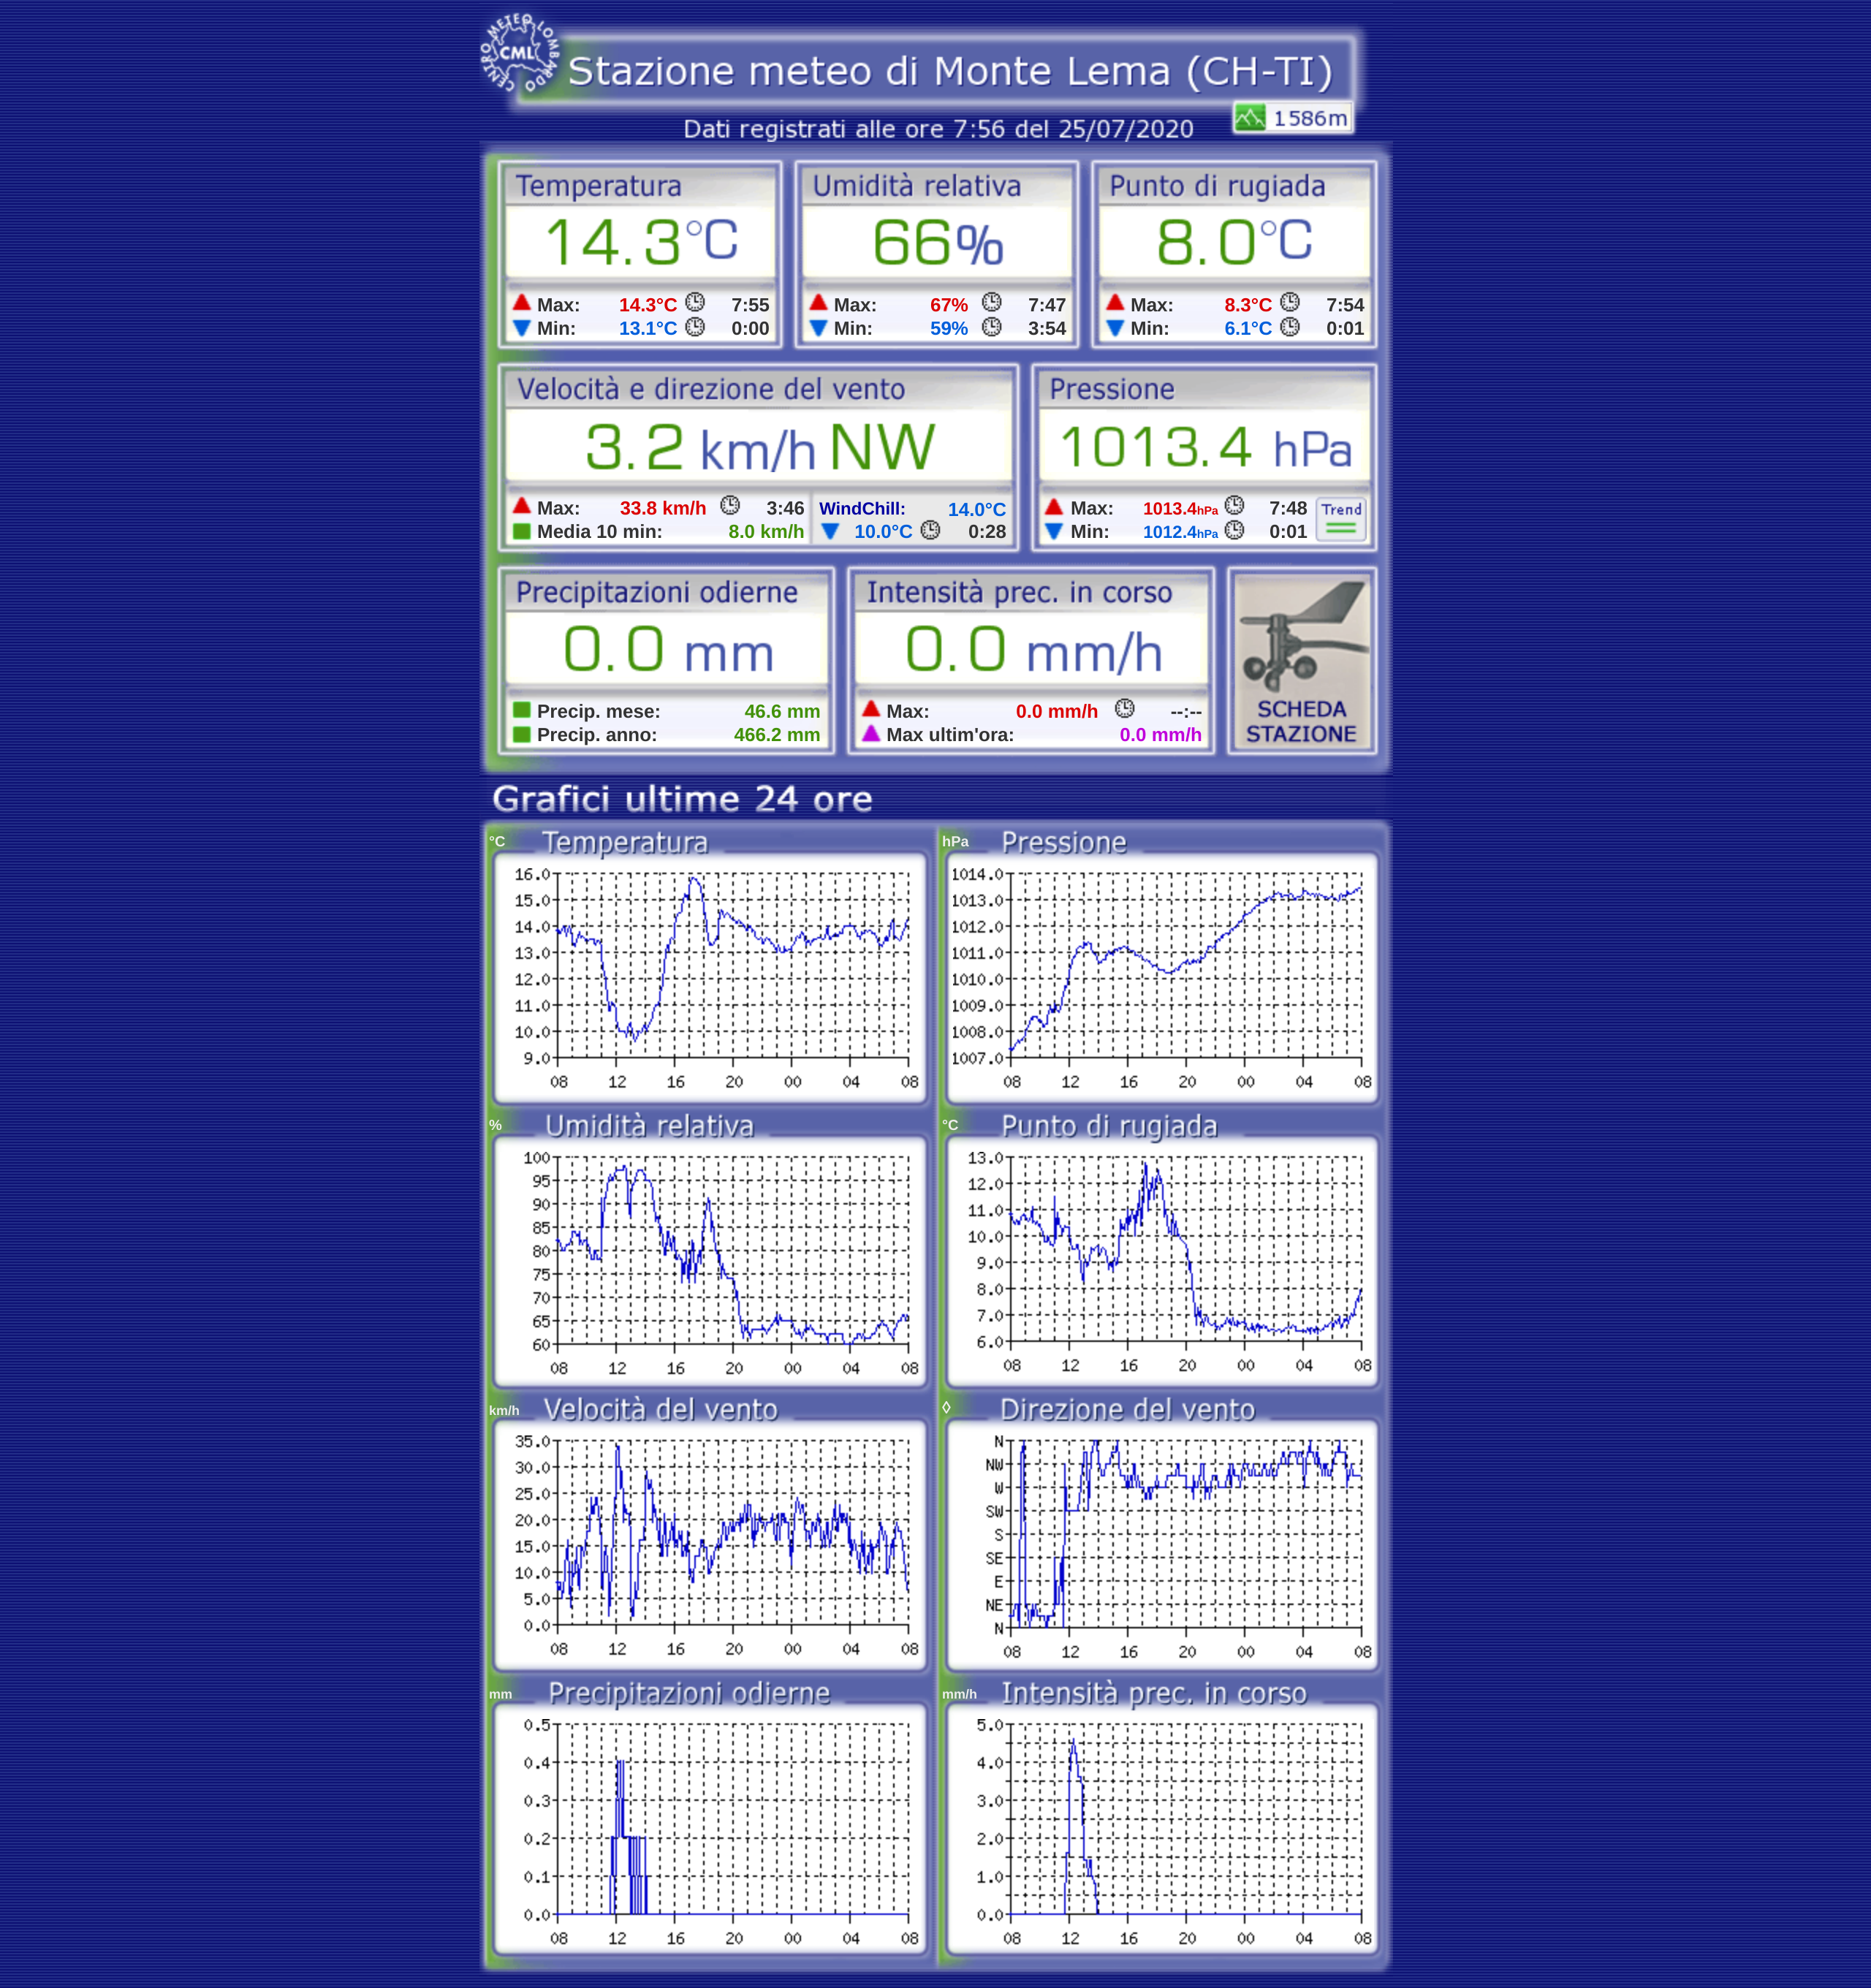 CENTRO METEO LOMBARDO
CML
Stazione meteo di Monte Lema (CH-TI)
1586m
Dati registrati alle ore 7:56 del 25/07/2020
Temperatura
14.3°C
Max: 14.3°C 7:55
Min: 13.1°C 0:00
Umidità relativa
66%
Max: 67% 7:47
Min: 59% 3:54
Punto di rugiada
8.0°C
Max: 8.3°C 7:54
Min: 6.1°C 0:01
Velocità e direzione del vento
3.2 km/h NW
Max: 33.8 km/h 3:46
Media 10 min: 8.0 km/h
WindChill: 14.0°C
10.0°C 0:28
Pressione
1013.4 hPa
Max: 1013.4hPa 7:48
Min: 1012.4hPa 0:01
Trend
Precipitazioni odierne
0.0 mm
Precip. mese: 46.6 mm
Precip. anno: 466.2 mm
Intensità prec. in corso
0.0 mm/h
Max: 0.0 mm/h --:--
Max ultim'ora: 0.0 mm/h
SCHEDA
STAZIONE
Grafici ultime 24 ore
°C Temperatura
16.0
15.0
14.0
13.0
12.0
11.0
10.0
9.0
08 12 16 20 00 04 08
hPa Pressione
1014.0
1013.0
1012.0
1011.0
1010.0
1009.0
1008.0
1007.0
08 12 16 20 00 04 08
% Umidità relativa
100
95
90
85
80
75
70
65
60
08 12 16 20 00 04 08
°C Punto di rugiada
13.0
12.0
11.0
10.0
9.0
8.0
7.0
6.0
08 12 16 20 00 04 08
km/h Velocità del vento
35.0
30.0
25.0
20.0
15.0
10.0
5.0
0.0
08 12 16 20 00 04 08
◊ Direzione del vento
N
NW
W
SW
S
SE
E
NE
N
08 12 16 20 00 04 08
mm Precipitazioni odierne
0.5
0.4
0.3
0.2
0.1
0.0
08 12 16 20 00 04 08
mm/h Intensità prec. in corso
5.0
4.0
3.0
2.0
1.0
0.0
08 12 16 20 00 04 08